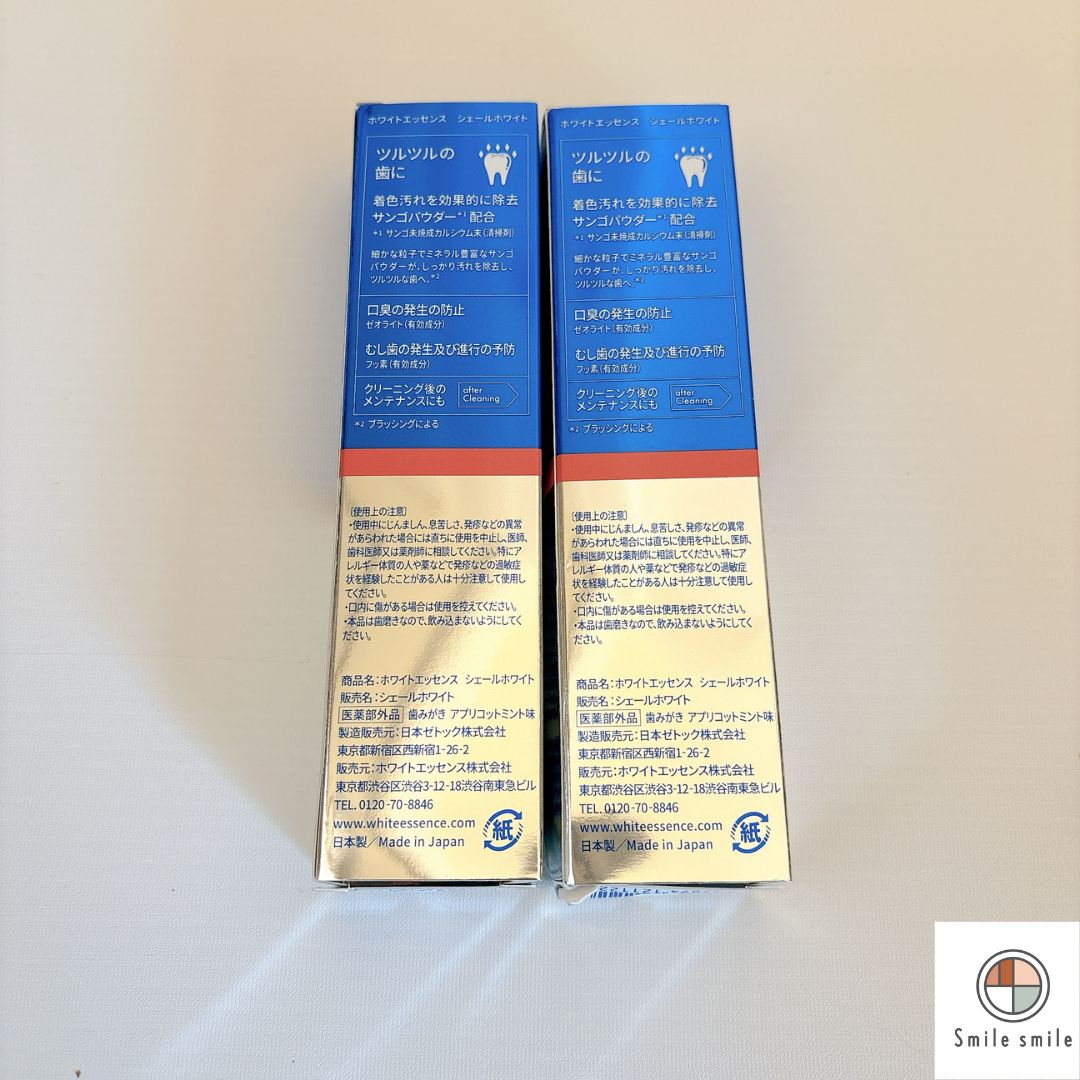 ホワイトエッセンス シェールホワイト
ツルツルの
歯に
着色汚れを効果的に除去
サンゴパウダー*1 配合
*1 サンゴ未焼成カルシウム末(清掃剤)
細かな粒子でミネラル豊富なサンゴ
パウダーが、しっかり汚れを除去し、
ツルツルな歯へ。*2
口臭の発生の防止
ゼオライト(有効成分)
むし歯の発生及び進行の予防
フッ素(有効成分)
クリーニング後の
メンテナンスにも
after
Cleaning
*2 ブラッシングによる
〔使用上の注意〕
・使用中にじんましん、息苦しさ、発疹などの異常
があらわれた場合には直ちに使用を中止し、医師、
歯科医師又は薬剤師に相談してください。特にア
レルギー体質の人や薬などで発疹などの過敏症
状を経験したことがある人は十分注意して使用し
てください。
・口内に傷がある場合は使用を控えてください。
・本品は歯磨きなので、飲み込まないようにしてく
ださい。
商品名:ホワイトエッセンス シェールホワイト
販売名:シェールホワイト
医薬部外品 歯みがき アプリコットミント味
製造販売元:日本ゼトック株式会社
東京都新宿区西新宿1-26-2
販売元:ホワイトエッセンス株式会社
東京都渋谷区渋谷3-12-18渋谷南東急ビル
TEL. 0120-70-8846
www.whiteessence.com
日本製/Made in Japan
紙
ホワイトエッセンス シェールホワイト
ツルツルの
歯に
着色汚れを効果的に除去
サンゴパウダー*1 配合
*1 サンゴ未焼成カルシウム末(清掃剤)
細かな粒子でミネラル豊富なサンゴ
パウダーが、しっかり汚れを除去し、
ツルツルな歯へ。*2
口臭の発生の防止
ゼオライト(有効成分)
むし歯の発生及び進行の予防
フッ素(有効成分)
クリーニング後の
メンテナンスにも
after
Cleaning
*2 ブラッシングによる
〔使用上の注意〕
・使用中にじんましん、息苦しさ、発疹などの異常
があらわれた場合には直ちに使用を中止し、医師、
歯科医師又は薬剤師に相談してください。特にア
レルギー体質の人や薬などで発疹などの過敏症
状を経験したことがある人は十分注意して使用し
てください。
・口内に傷がある場合は使用を控えてください。
・本品は歯磨きなので、飲み込まないようにしてく
ださい。
商品名:ホワイトエッセンス シェールホワイト
販売名:シェールホワイト
医薬部外品 歯みがき アプリコットミント味
製造販売元:日本ゼトック株式会社
東京都新宿区西新宿1-26-2
販売元:ホワイトエッセンス株式会社
東京都渋谷区渋谷3-12-18渋谷南東急ビル
TEL. 0120-70-8846
www.whiteessence.com
日本製/Made in Japan
紙
Smile smile